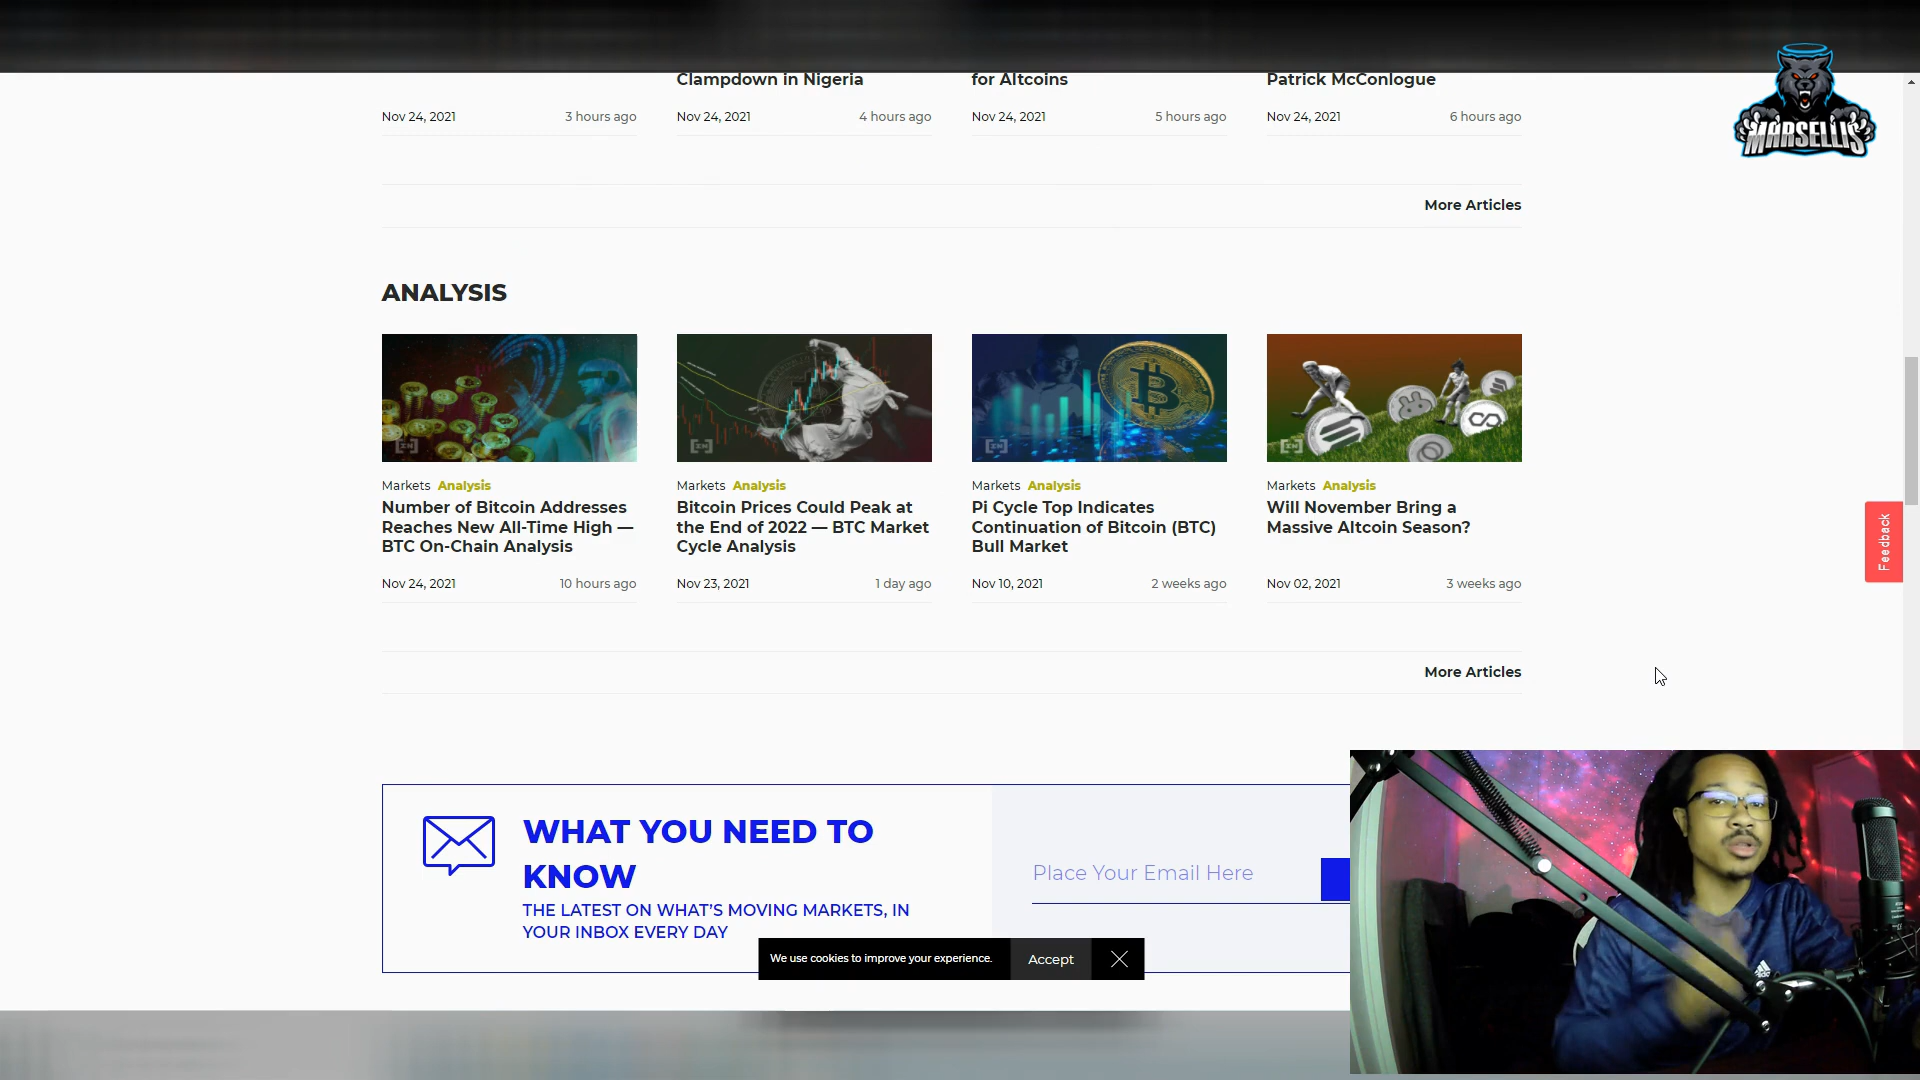 Clampdown in Nigeria
for Altcoins
Patrick McConlogue
Nov 24, 2021
3 hours ago
Nov 24, 2021
4 hours ago
Nov 24, 2021
5 hours ago
Nov 24, 2021
6 hours ago
MARSELLIS
More Articles
ANALYSIS
Markets Analysis
Number of Bitcoin Addresses
Reaches New All-Time High —
BTC On-Chain Analysis
Nov 24, 2021
10 hours ago
Markets Analysis
Bitcoin Prices Could Peak at
the End of 2022 — BTC Market
Cycle Analysis
Nov 23, 2021
1 day ago
Markets Analysis
Pi Cycle Top Indicates
Continuation of Bitcoin (BTC)
Bull Market
Nov 10, 2021
2 weeks ago
Markets Analysis
Will November Bring a
Massive Altcoin Season?
Nov 02, 2021
3 weeks ago
Feedback
More Articles
WHAT YOU NEED TO
KNOW
THE LATEST ON WHAT'S MOVING MARKETS, IN
YOUR INBOX EVERY DAY
Place Your Email Here
We use cookies to improve your experience.
Accept
adidas